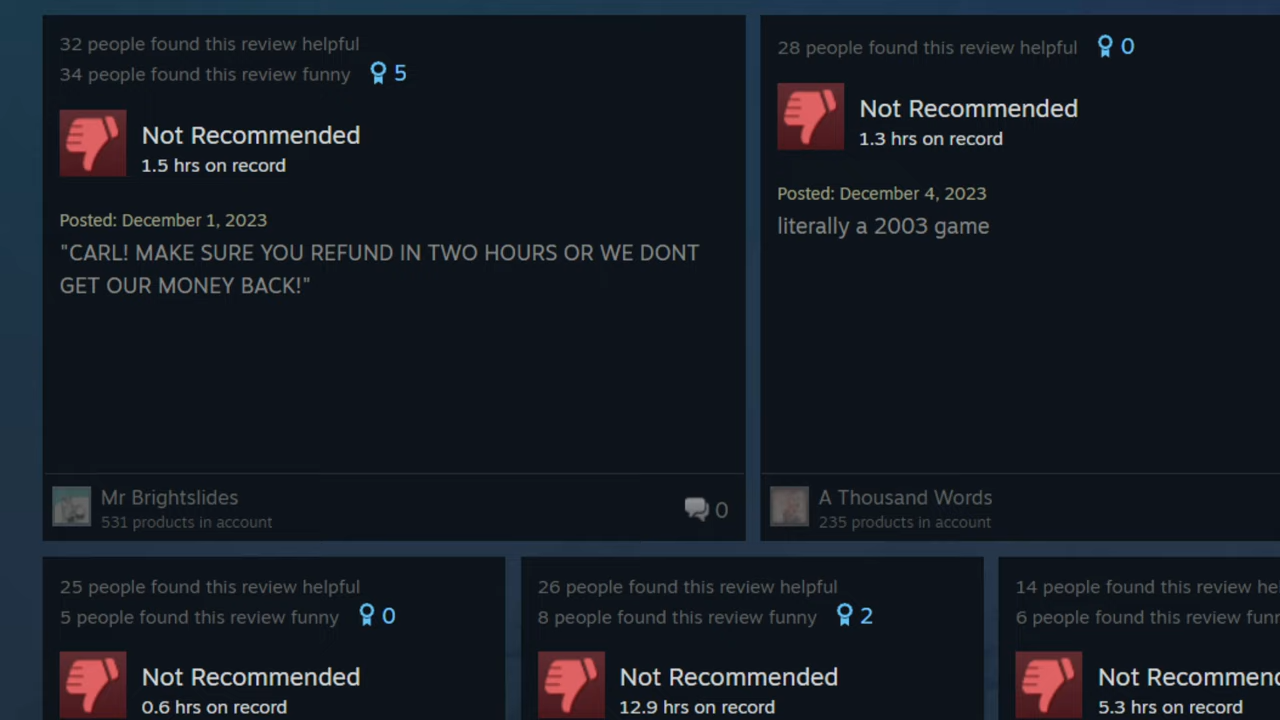 32 people found this review helpful
34 people found this review funny 5
Not Recommended
1.5 hrs on record
Posted: December 1, 2023
"CARL! MAKE SURE YOU REFUND IN TWO HOURS OR WE DONT
GET OUR MONEY BACK!"
Mr Brightslides
531 products in account
0
28 people found this review helpful 0
Not Recommended
1.3 hrs on record
Posted: December 4, 2023
literally a 2003 game
A Thousand Words
235 products in account
25 people found this review helpful
5 people found this review funny 0
Not Recommended
0.6 hrs on record
26 people found this review helpful
8 people found this review funny 2
Not Recommended
12.9 hrs on record
14 people found this review he
6 people found this review fun
Not Recommen
5.3 hrs on record